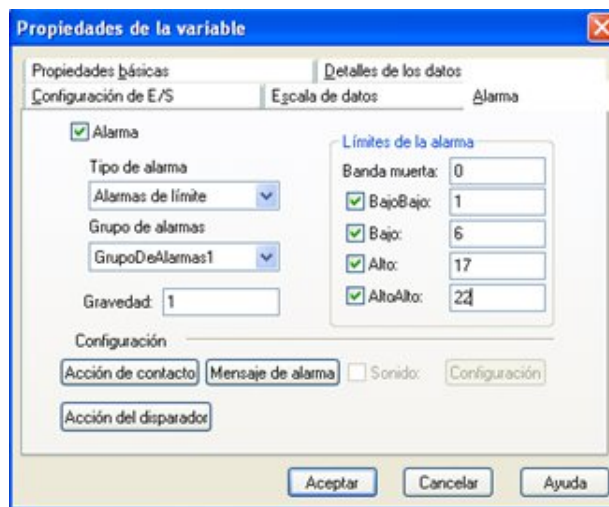 Propiedades de la variable
Propiedades básicas
Detalles de los datos
Configuración de E/S
Escala de datos
Alarma
Alarma
Tipo de alarma
Alarmas de límite
Grupo de alarmas
GrupoDeAlarmas1
Gravedad: 1
Límites de la alarma
Banda muerta: 0
BajoBajo: 1
Bajo: 6
Alto: 17
AltoAlto: 22
Configuración
Acción de contacto
Mensaje de alarma
Sonido:
Configuración
Acción del disparador
Aceptar
Cancelar
Ayuda